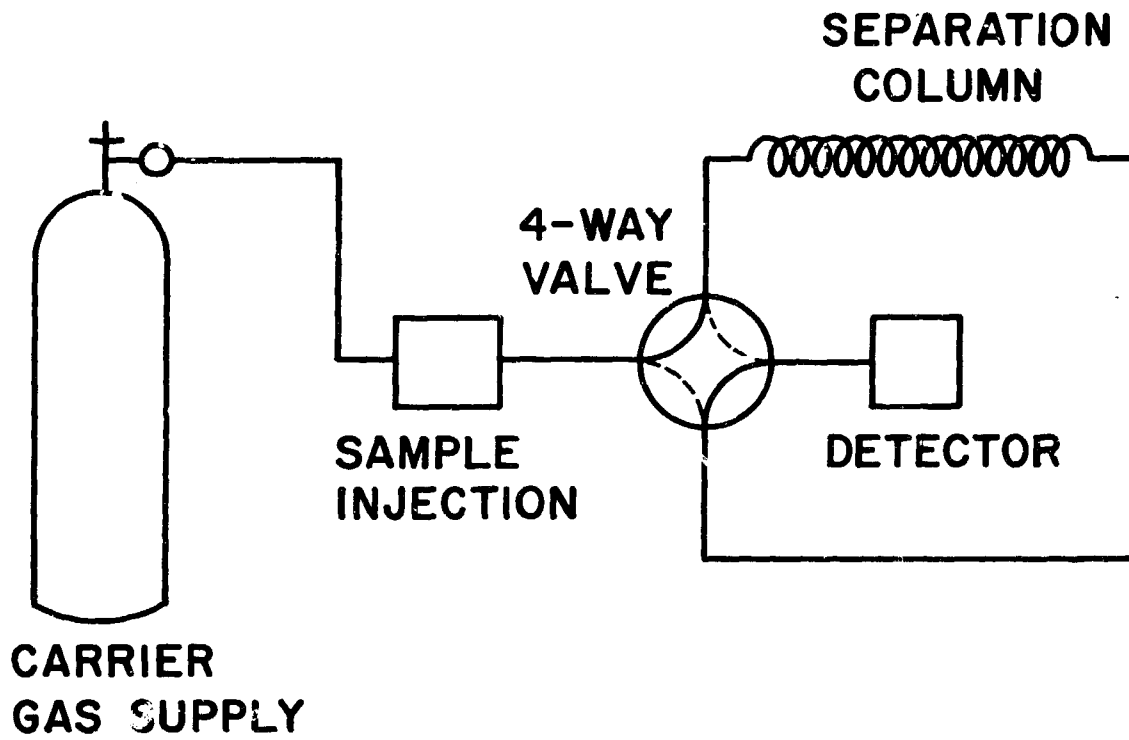 SEPARATION
COLUMN
4-WAY
VALVE
SAMPLE
INJECTION
DETECTOR
CARRIER
GAS SUPPLY